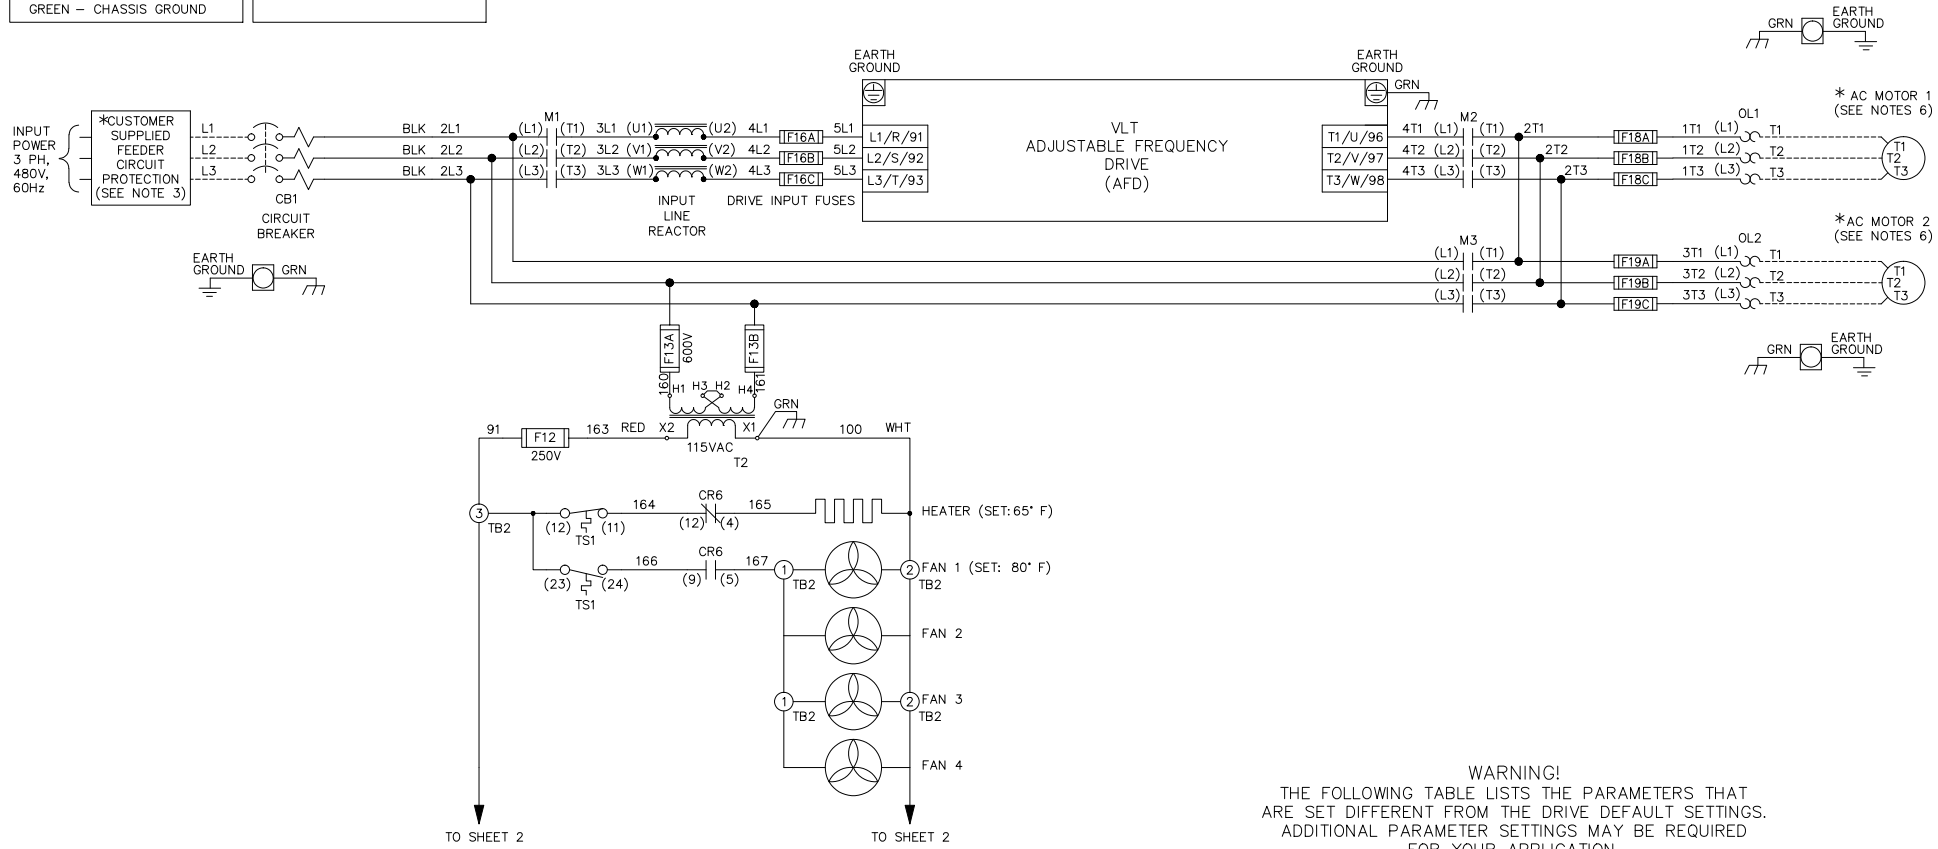 GREEN – CHASSIS GROUND
EARTH
GROUND
GRN
EARTH
GROUND
EARTH
GROUND
GRN
INPUT
POWER
3 PH,
480V,
60Hz
*CUSTOMER
SUPPLIED
FEEDER
CIRCUIT
PROTECTION
(SEE NOTE 3)
L1
L2
L3
CB1
CIRCUIT
BREAKER
BLK 2L1
BLK 2L2
BLK 2L3
M1
(L1) (T1) 3L1 (U1) (U2) 4L1 F16A 5L1 L1/R/91
(L2) (T2) 3L2 (V1) (V2) 4L2 F16B 5L2 L2/S/92
(L3) (T3) 3L3 (W1) (W2) 4L3 F16C 5L3 L3/T/93
INPUT
LINE
REACTOR
DRIVE INPUT FUSES
VLT
ADJUSTABLE FREQUENCY
DRIVE
(AFD)
M2
T1/U/96 4T1 (L1) (T1) 2T1 F18A 1T1 (L1) T1
T2/V/97 4T2 (L2) (T2) 2T2 F18B 1T2 (L2) T2
T3/W/98 4T3 (L3) (T3) 2T3 F18C 1T3 (L3) T3
OL1
* AC MOTOR 1
(SEE NOTES 6)
T1
T2
T3
EARTH
GROUND
GRN
M3
(L1) (T1) F19A 3T1 (L1) T1
(L2) (T2) F19B 3T2 (L2) T2
(L3) (T3) F19C 3T3 (L3) T3
OL2
*AC MOTOR 2
(SEE NOTES 6)
T1
T2
T3
GRN
EARTH
GROUND
F13A
600V
F13B
160
161
H1 H3 H2 H4
GRN
91 F12 163 RED X2 X1 100 WHT
250V
115VAC
T2
3
TB2
(12) (11)
TS1
164
CR6
(12) (4)
165
HEATER (SET:65° F)
(23) (24)
TS1
166
CR6
(9) (5)
167
1
TB2
2
TB2
FAN 1 (SET: 80° F)
FAN 2
1
TB2
2
TB2
FAN 3
FAN 4
TO SHEET 2
TO SHEET 2
WARNING!
THE FOLLOWING TABLE LISTS THE PARAMETERS THAT
ARE SET DIFFERENT FROM THE DRIVE DEFAULT SETTINGS.
ADDITIONAL PARAMETER SETTINGS MAY BE REQUIRED
FOR YOUR APPLICATION